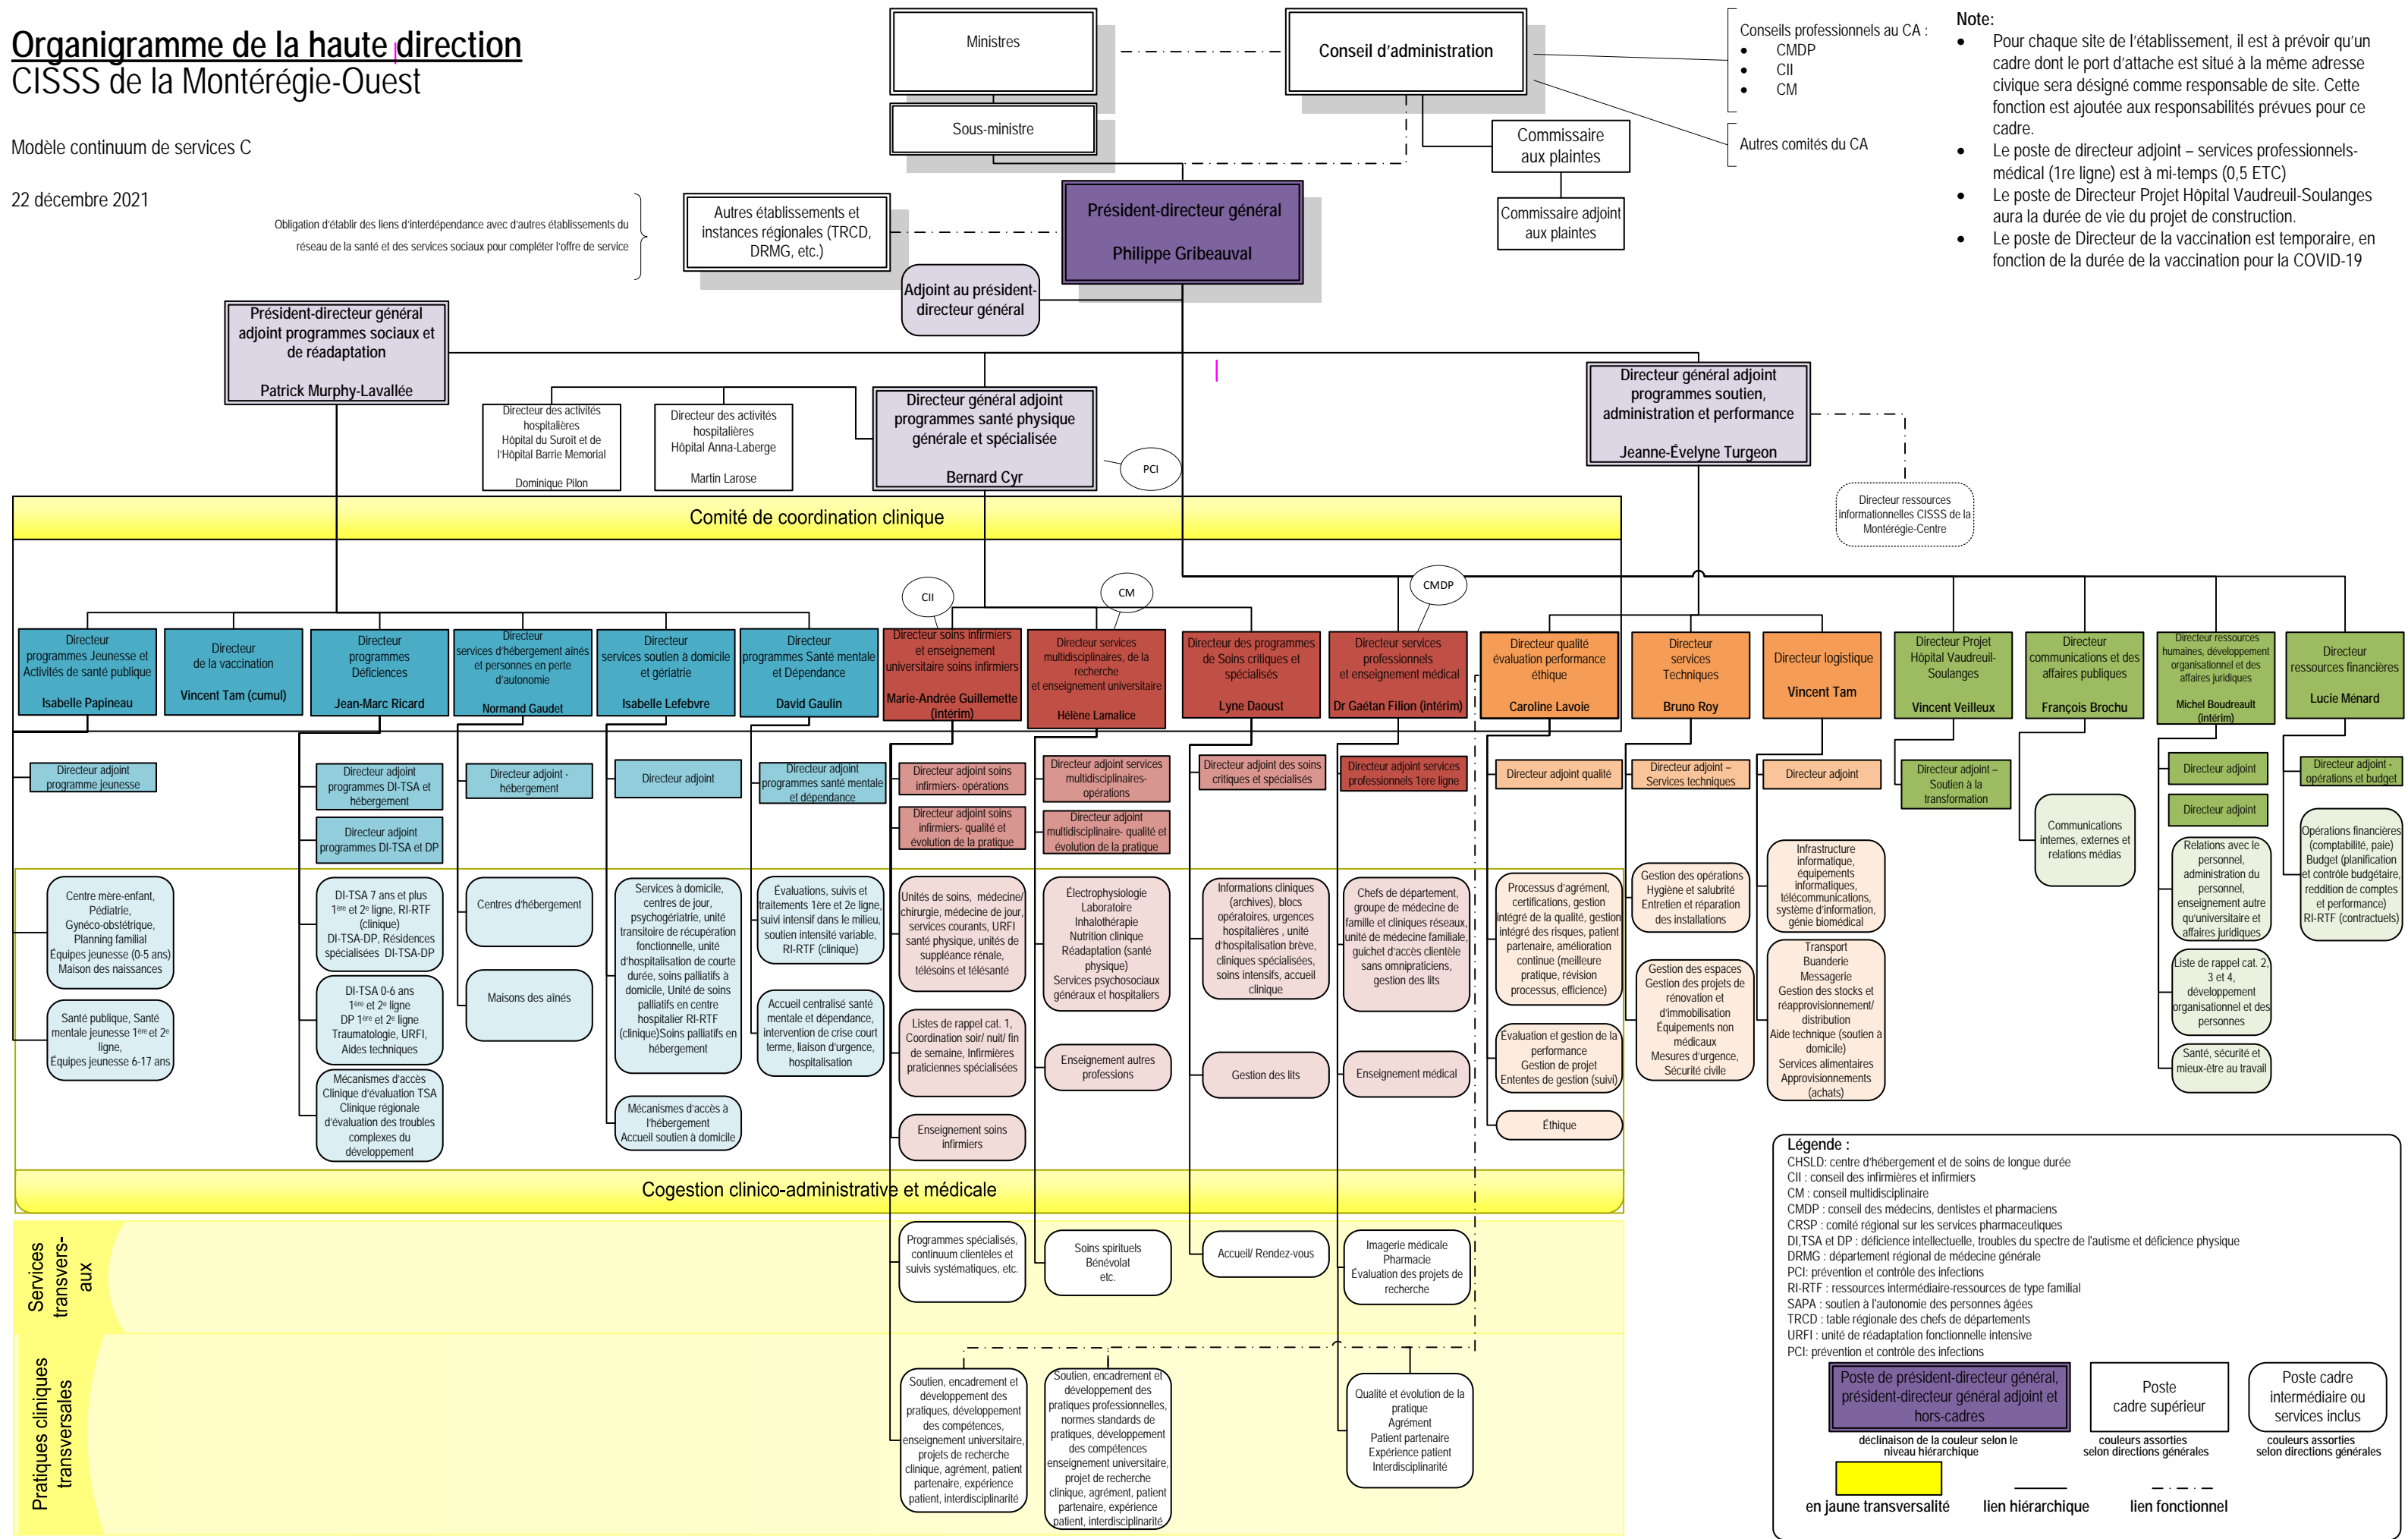 Organigramme de la haute direction
CISSS de la Montérégie-Ouest
Modèle continuum de services C
22 décembre 2021
Ministres
Sous-ministre
Conseil d'administration
Conseils professionnels au CA :
• CMDP
• CII
• CM
Autres comités du CA
Commissaire
aux plaintes
Commissaire adjoint
aux plaintes
Note:
• Pour chaque site de l'établissement, il est à prévoir qu'un
cadre dont le port d'attache est situé à la même adresse
civique sera désigné comme responsable de site. Cette
fonction est ajoutée aux responsabilités prévues pour ce
cadre.
• Le poste de directeur adjoint – services professionnels-
médical (1re ligne) est à mi-temps (0,5 ETC)
• Le poste de Directeur Projet Hôpital Vaudreuil-Soulanges
aura la durée de vie du projet de construction.
• Le poste de Directeur de la vaccination est temporaire, en
fonction de la durée de la vaccination pour la COVID-19
Obligation d'établir des liens d'interdépendance avec d'autres établissements du
réseau de la santé et des services sociaux pour compléter l'offre de service
Autres établissements et
instances régionales (TRCD,
DRMG, etc.)
Président-directeur général
Philippe Gribeauval
Adjoint au président-
directeur général
Président-directeur général
adjoint programmes sociaux et
de réadaptation
Patrick Murphy-Lavallée
Directeur des activités
hospitalières
Hôpital du Suroît et de
l'Hôpital Barrie Memorial
Dominique Pilon
Directeur des activités
hospitalières
Hôpital Anna-Laberge
Martin Larose
Directeur général adjoint
programmes santé physique
générale et spécialisée
Bernard Cyr
PCI
Directeur général adjoint
programmes soutien,
administration et performance
Jeanne-Évelyne Turgeon
Directeur ressources
informationnelles CISSS de la
Montérégie-Centre
Comité de coordination clinique
CII
CM
CMDP
Directeur
programmes Jeunesse et
Activités de santé publique
Isabelle Papineau
Directeur
de la vaccination
Vincent Tam (cumul)
Directeur
programmes
Déficiences
Jean-Marc Ricard
Directeur
services d'hébergement aînés
et personnes en perte
d'autonomie
Normand Gaudet
Directeur
services soutien à domicile
et gériatrie
Isabelle Lefebvre
Directeur
programmes Santé mentale
et Dépendance
David Gaulin
Directeur soins infirmiers
et enseignement
universitaire soins infirmiers
Marie-Andrée Guillemette
(intérim)
Directeur services
multidisciplinaires, de la
recherche
et enseignement universitaire
Hélène Lamalice
Directeur des programmes
de Soins critiques et
spécialisés
Lyne Daoust
Directeur services
professionnels
et enseignement médical
Dr Gaétan Filion (intérim)
Directeur qualité
évaluation performance
éthique
Caroline Lavoie
Directeur
services
Techniques
Bruno Roy
Directeur logistique
Vincent Tam
Directeur Projet
Hôpital Vaudreuil-
Soulanges
Vincent Veilleux
Directeur
communications et des
affaires publiques
François Brochu
Directeur ressources
humaines, développement
organisationnel et des
affaires juridiques
Michel Boudreault
(intérim)
Directeur
ressources financières
Lucie Ménard
Directeur adjoint
programme jeunesse
Directeur adjoint
programmes DI-TSA et
hébergement
Directeur adjoint
programmes DI-TSA et DP
Directeur adjoint -
hébergement
Directeur adjoint
Directeur adjoint
programmes santé mentale
et dépendance
Directeur adjoint soins
infirmiers- opérations
Directeur adjoint soins
infirmiers- qualité et
évolution de la pratique
Directeur adjoint services
multidisciplinaires-
opérations
Directeur adjoint
multidisciplinaire- qualité et
évolution de la pratique
Directeur adjoint des soins
critiques et spécialisés
Directeur adjoint services
professionnels 1ere ligne
Directeur adjoint qualité
Directeur adjoint –
Services techniques
Directeur adjoint
Directeur adjoint –
Soutien à la
transformation
Directeur adjoint
Directeur adjoint
Directeur adjoint -
opérations et budget
Centre mère-enfant,
Pédiatrie,
Gynéco-obstétrique,
Planning familial
Équipes jeunesse (0-5 ans)
Maison des naissances
Santé publique, Santé
mentale jeunesse 1ère et 2e
ligne,
Équipes jeunesse 6-17 ans
DI-TSA 7 ans et plus
1ère et 2e ligne, RI-RTF
(clinique)
DI-TSA-DP, Résidences
spécialisées DI-TSA-DP
DI-TSA 0-6 ans
1ère et 2e ligne
DP 1ère et 2e ligne
Traumatologie, URFI,
Aides techniques
Mécanismes d'accès
Clinique d'évaluation TSA
Clinique régionale
d'évaluation des troubles
complexes du
développement
Centres d'hébergement
Maisons des aînés
Services à domicile,
centres de jour,
psychogériatrie, unité
transitoire de récupération
fonctionnelle, unité
d'hospitalisation de courte
durée, soins palliatifs à
domicile, Unité de soins
palliatifs en centre
hospitalier RI-RTF
(clinique)Soins palliatifs en
hébergement
Mécanismes d'accès à
l'hébergement
Accueil soutien à domicile
Évaluations, suivis et
traitements 1ère et 2e ligne,
suivi intensif dans le milieu,
soutien intensité variable,
RI-RTF (clinique)
Accueil centralisé santé
mentale et dépendance,
intervention de crise court
terme, liaison d'urgence,
hospitalisation
Unités de soins, médecine/
chirurgie, médecine de jour,
services courants, URFI
santé physique, unités de
suppléance rénale,
télésoins et télésanté
Listes de rappel cat. 1,
Coordination soir/ nuit/ fin
de semaine, Infirmières
praticiennes spécialisées
Enseignement soins
infirmiers
Électrophysiologie
Laboratoire
Inhalothérapie
Nutrition clinique
Réadaptation (santé
physique)
Services psychosociaux
généraux et hospitaliers
Enseignement autres
professions
Informations cliniques
(archives), blocs
opératoires, urgences
hospitalières , unité
d'hospitalisation brève,
cliniques spécialisées,
soins intensifs, accueil
clinique
Gestion des lits
Chefs de département,
groupe de médecine de
famille et cliniques réseaux,
unité de médecine familiale,
guichet d'accès clientèle
sans omnipraticiens,
gestion des lits
Enseignement médical
Processus d'agrément,
certifications, gestion
intégré de la qualité, gestion
intégré des risques, patient
partenaire, amélioration
continue (meilleure
pratique, révision
processus, efficience)
Évaluation et gestion de la
performance
Gestion de projet
Ententes de gestion (suivi)
Éthique
Gestion des opérations
Hygiène et salubrité
Entretien et réparation
des installations
Gestion des espaces
Gestion des projets de
rénovation et
d'immobilisation
Équipements non
médicaux
Mesures d'urgence,
Sécurité civile
Infrastructure
informatique,
équipements
informatiques,
télécommunications,
système d'information,
génie biomédical
Transport
Buanderie
Messagerie
Gestion des stocks et
réapprovisionnement/
distribution
Aide technique (soutien à
domicile)
Services alimentaires
Approvisionnements
(achats)
Communications
internes, externes et
relations médias
Relations avec le
personnel,
administration du
personnel,
enseignement autre
qu'universitaire et
affaires juridiques
Liste de rappel cat. 2,
3 et 4,
développement
organisationnel et des
personnes
Santé, sécurité et
mieux-être au travail
Opérations financières
(comptabilité, paie)
Budget (planification
et contrôle budgétaire,
reddition de comptes
et performance)
RI-RTF (contractuels)
Cogestion clinico-administrative et médicale
Services
transvers-
aux
Programmes spécialisés,
continuum clientèles et
suivis systématiques, etc.
Soins spirituels
Bénévolat
etc.
Accueil/ Rendez-vous
Imagerie médicale
Pharmacie
Évaluation des projets de
recherche
Pratiques cliniques
transversales
Soutien, encadrement et
développement des
pratiques, développement
des compétences,
enseignement universitaire,
projets de recherche
clinique, agrément, patient
partenaire, expérience
patient, interdisciplinarité
Soutien, encadrement et
développement des
pratiques professionnelles,
normes standards de
pratiques, développement
des compétences
enseignement universitaire,
projet de recherche
clinique, agrément, patient
partenaire, expérience
patient, interdisciplinarité
Qualité et évolution de la
pratique
Agrément
Patient partenaire
Expérience patient
Interdisciplinarité
Légende :
CHSLD: centre d'hébergement et de soins de longue durée
CII : conseil des infirmières et infirmiers
CM : conseil multidisciplinaire
CMDP : conseil des médecins, dentistes et pharmaciens
CRSP : comité régional sur les services pharmaceutiques
DI,TSA et DP : déficience intellectuelle, troubles du spectre de l'autisme et déficience physique
DRMG : département régional de médecine générale
PCI: prévention et contrôle des infections
RI-RTF : ressources intermédiaire-ressources de type familial
SAPA : soutien à l'autonomie des personnes âgées
TRCD : table régionale des chefs de départements
URFI : unité de réadaptation fonctionnelle intensive
PCI: prévention et contrôle des infections
Poste de président-directeur général,
président-directeur général adjoint et
hors-cadres
déclinaison de la couleur selon le
niveau hiérarchique
Poste
cadre supérieur
couleurs assorties
selon directions générales
Poste cadre
intermédiaire ou
services inclus
couleurs assorties
selon directions générales
en jaune transversalité
lien hiérarchique
lien fonctionnel